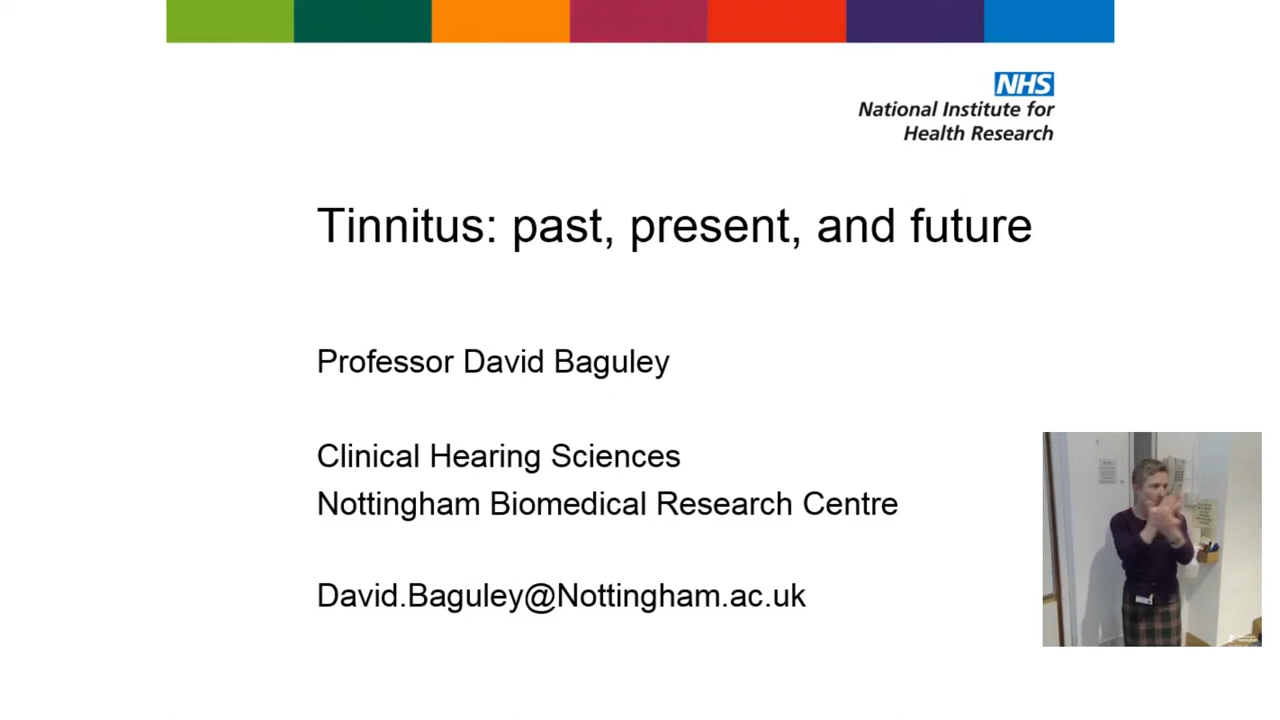 NHS
National Institute for
Health Research
Tinnitus: past, present, and future
Professor David Baguley
Clinical Hearing Sciences
Nottingham Biomedical Research Centre
David.Baguley@Nottingham.ac.uk